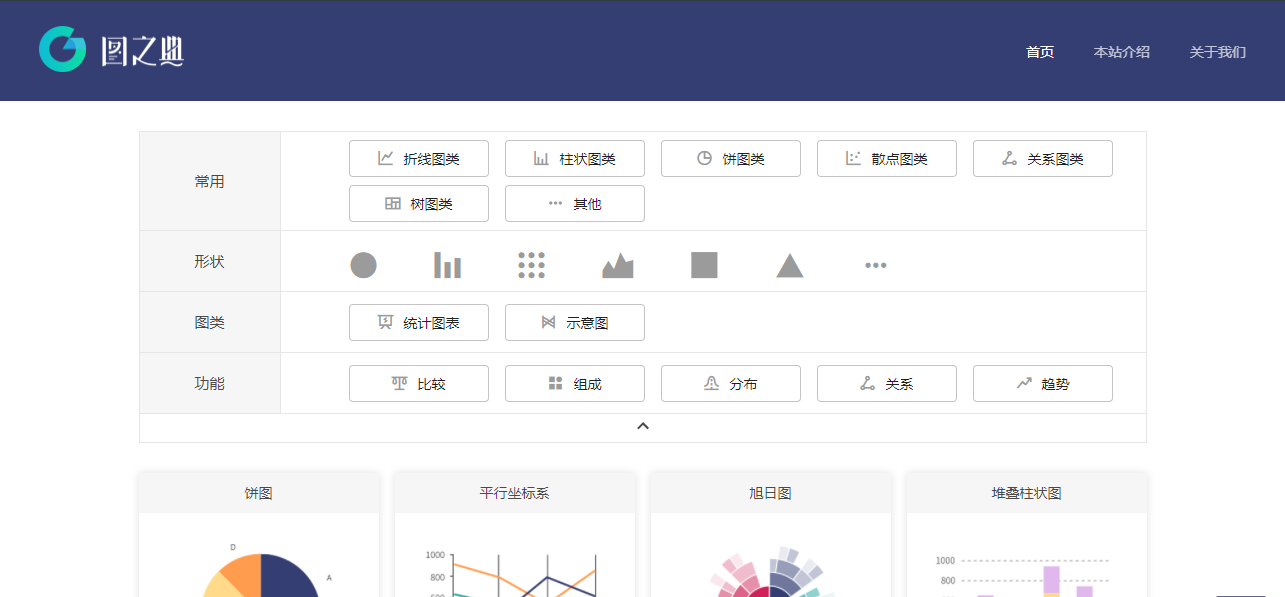 图之典
首页 本站介绍 关于我们
常用 折线图类 柱状图类 饼图类 散点图类 关系图类
树图类 其他
形状
图类 统计图表 示意图
功能 比较 组成 分布 关系 趋势
饼图 平行坐标系 旭日图 堆叠柱状图
D
A
1000
800
600
1000
800